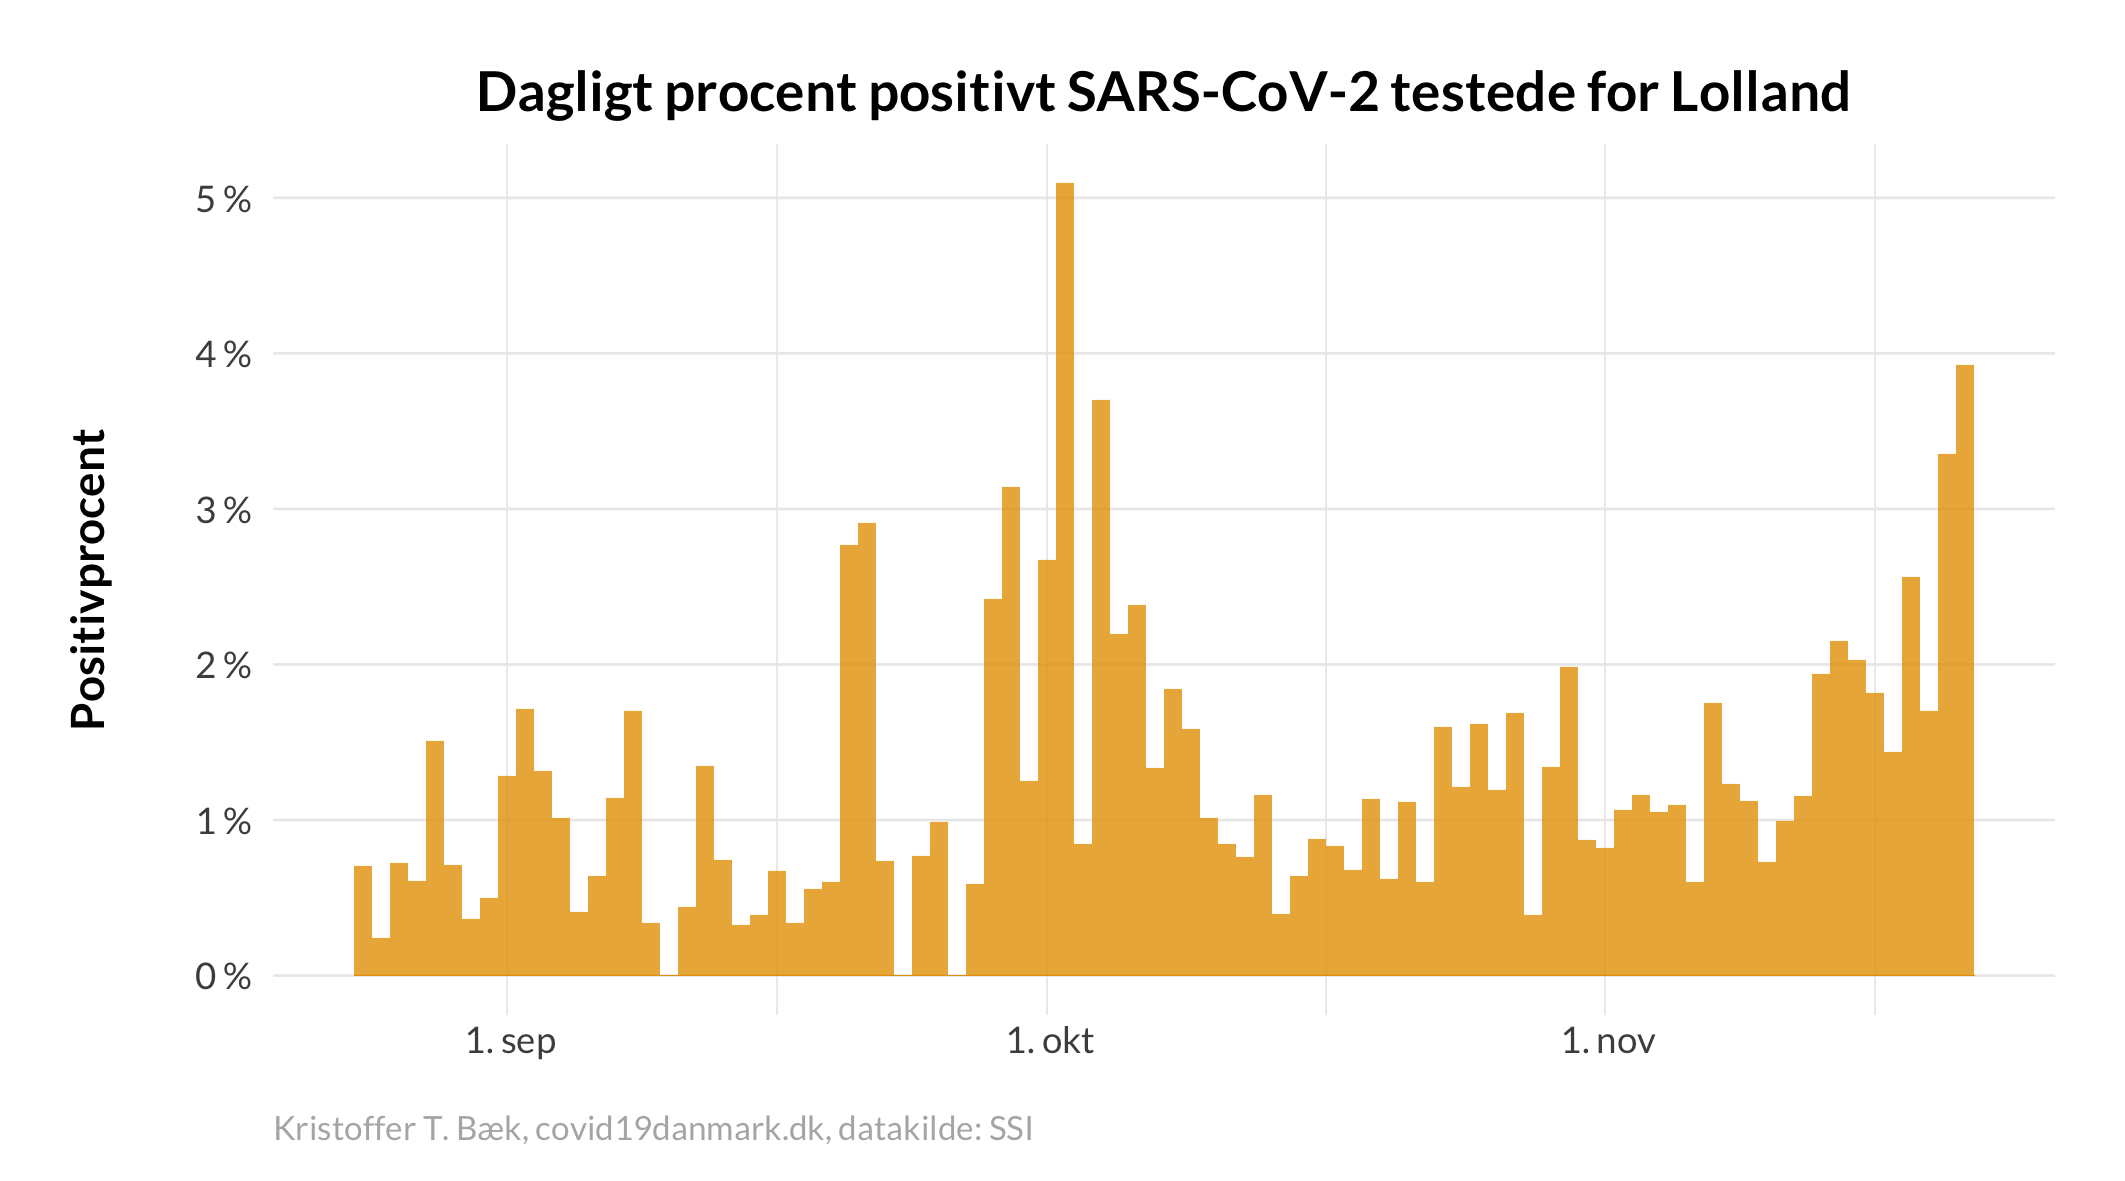 Dagligt procent positivt SARS-CoV-2 testede for Lolland
Positivprocent
5 %
4 %
3 %
2 %
1 %
0 %
1. sep
1. okt
1. nov
Kristoffer T. Bæk, covid19danmark.dk, datakilde: SSI